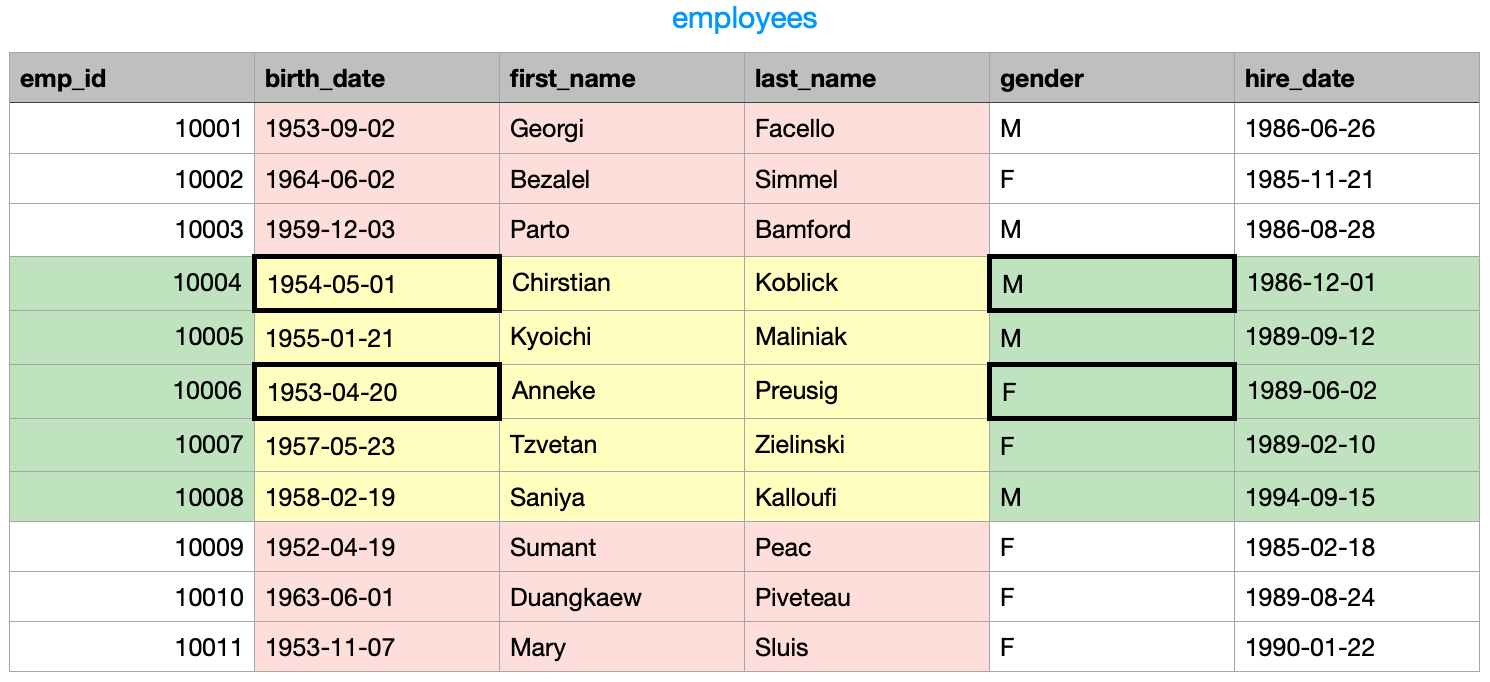 employees
emp_id birth_date first_name last_name gender hire_date
10001 1953-09-02 Georgi Facello M 1986-06-26
10002 1964-06-02 Bezalel Simmel F 1985-11-21
10003 1959-12-03 Parto Bamford M 1986-08-28
10004 1954-05-01 Chirstian Koblick M 1986-12-01
10005 1955-01-21 Kyoichi Maliniak M 1989-09-12
10006 1953-04-20 Anneke Preusig F 1989-06-02
10007 1957-05-23 Tzvetan Zielinski F 1989-02-10
10008 1958-02-19 Saniya Kalloufi M 1994-09-15
10009 1952-04-19 Sumant Peac F 1985-02-18
10010 1963-06-01 Duangkaew Piveteau F 1989-08-24
10011 1953-11-07 Mary Sluis F 1990-01-22